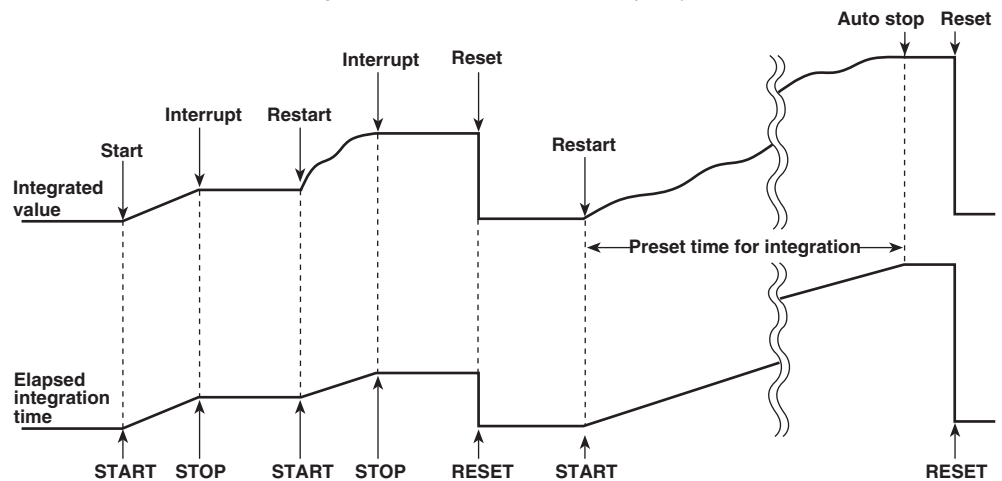 Auto stop Reset
Interrupt Reset
Interrupt Restart
Start Restart
Integrated
value
Preset time for integration
Elapsed
integration
time
START STOP START STOP RESET START RESET